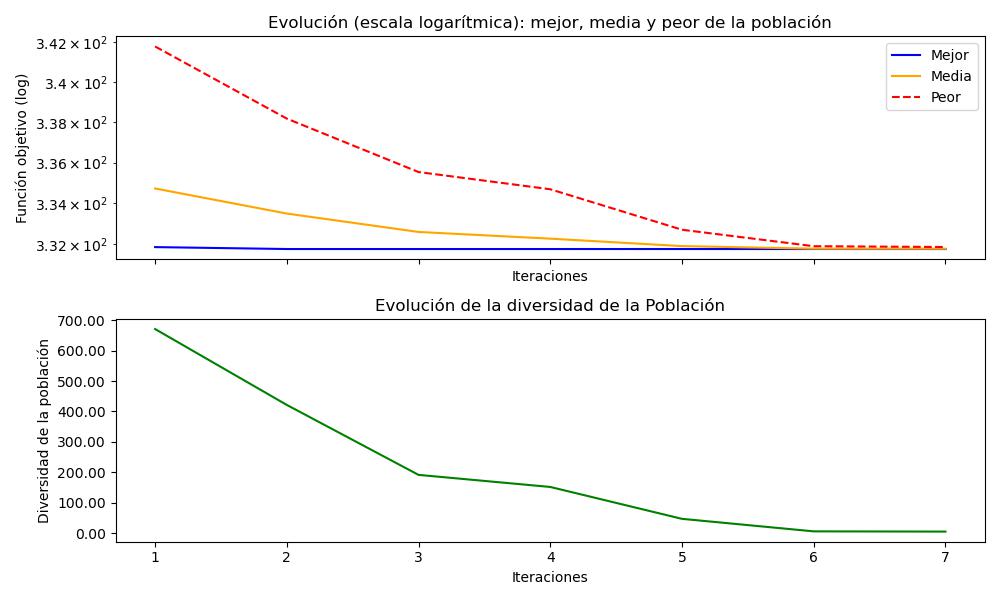 Evolución (escala logarítmica): mejor, media y peor de la población
Función objetivo (log)
3.42 × 10²
3.4 × 10²
3.38 × 10²
3.36 × 10²
3.34 × 10²
3.32 × 10²
Mejor
Media
Peor
Iteraciones
Evolución de la diversidad de la Población
Diversidad de la población
700.00
600.00
500.00
400.00
300.00
200.00
100.00
0.00
1 2 3 4 5 6 7
Iteraciones